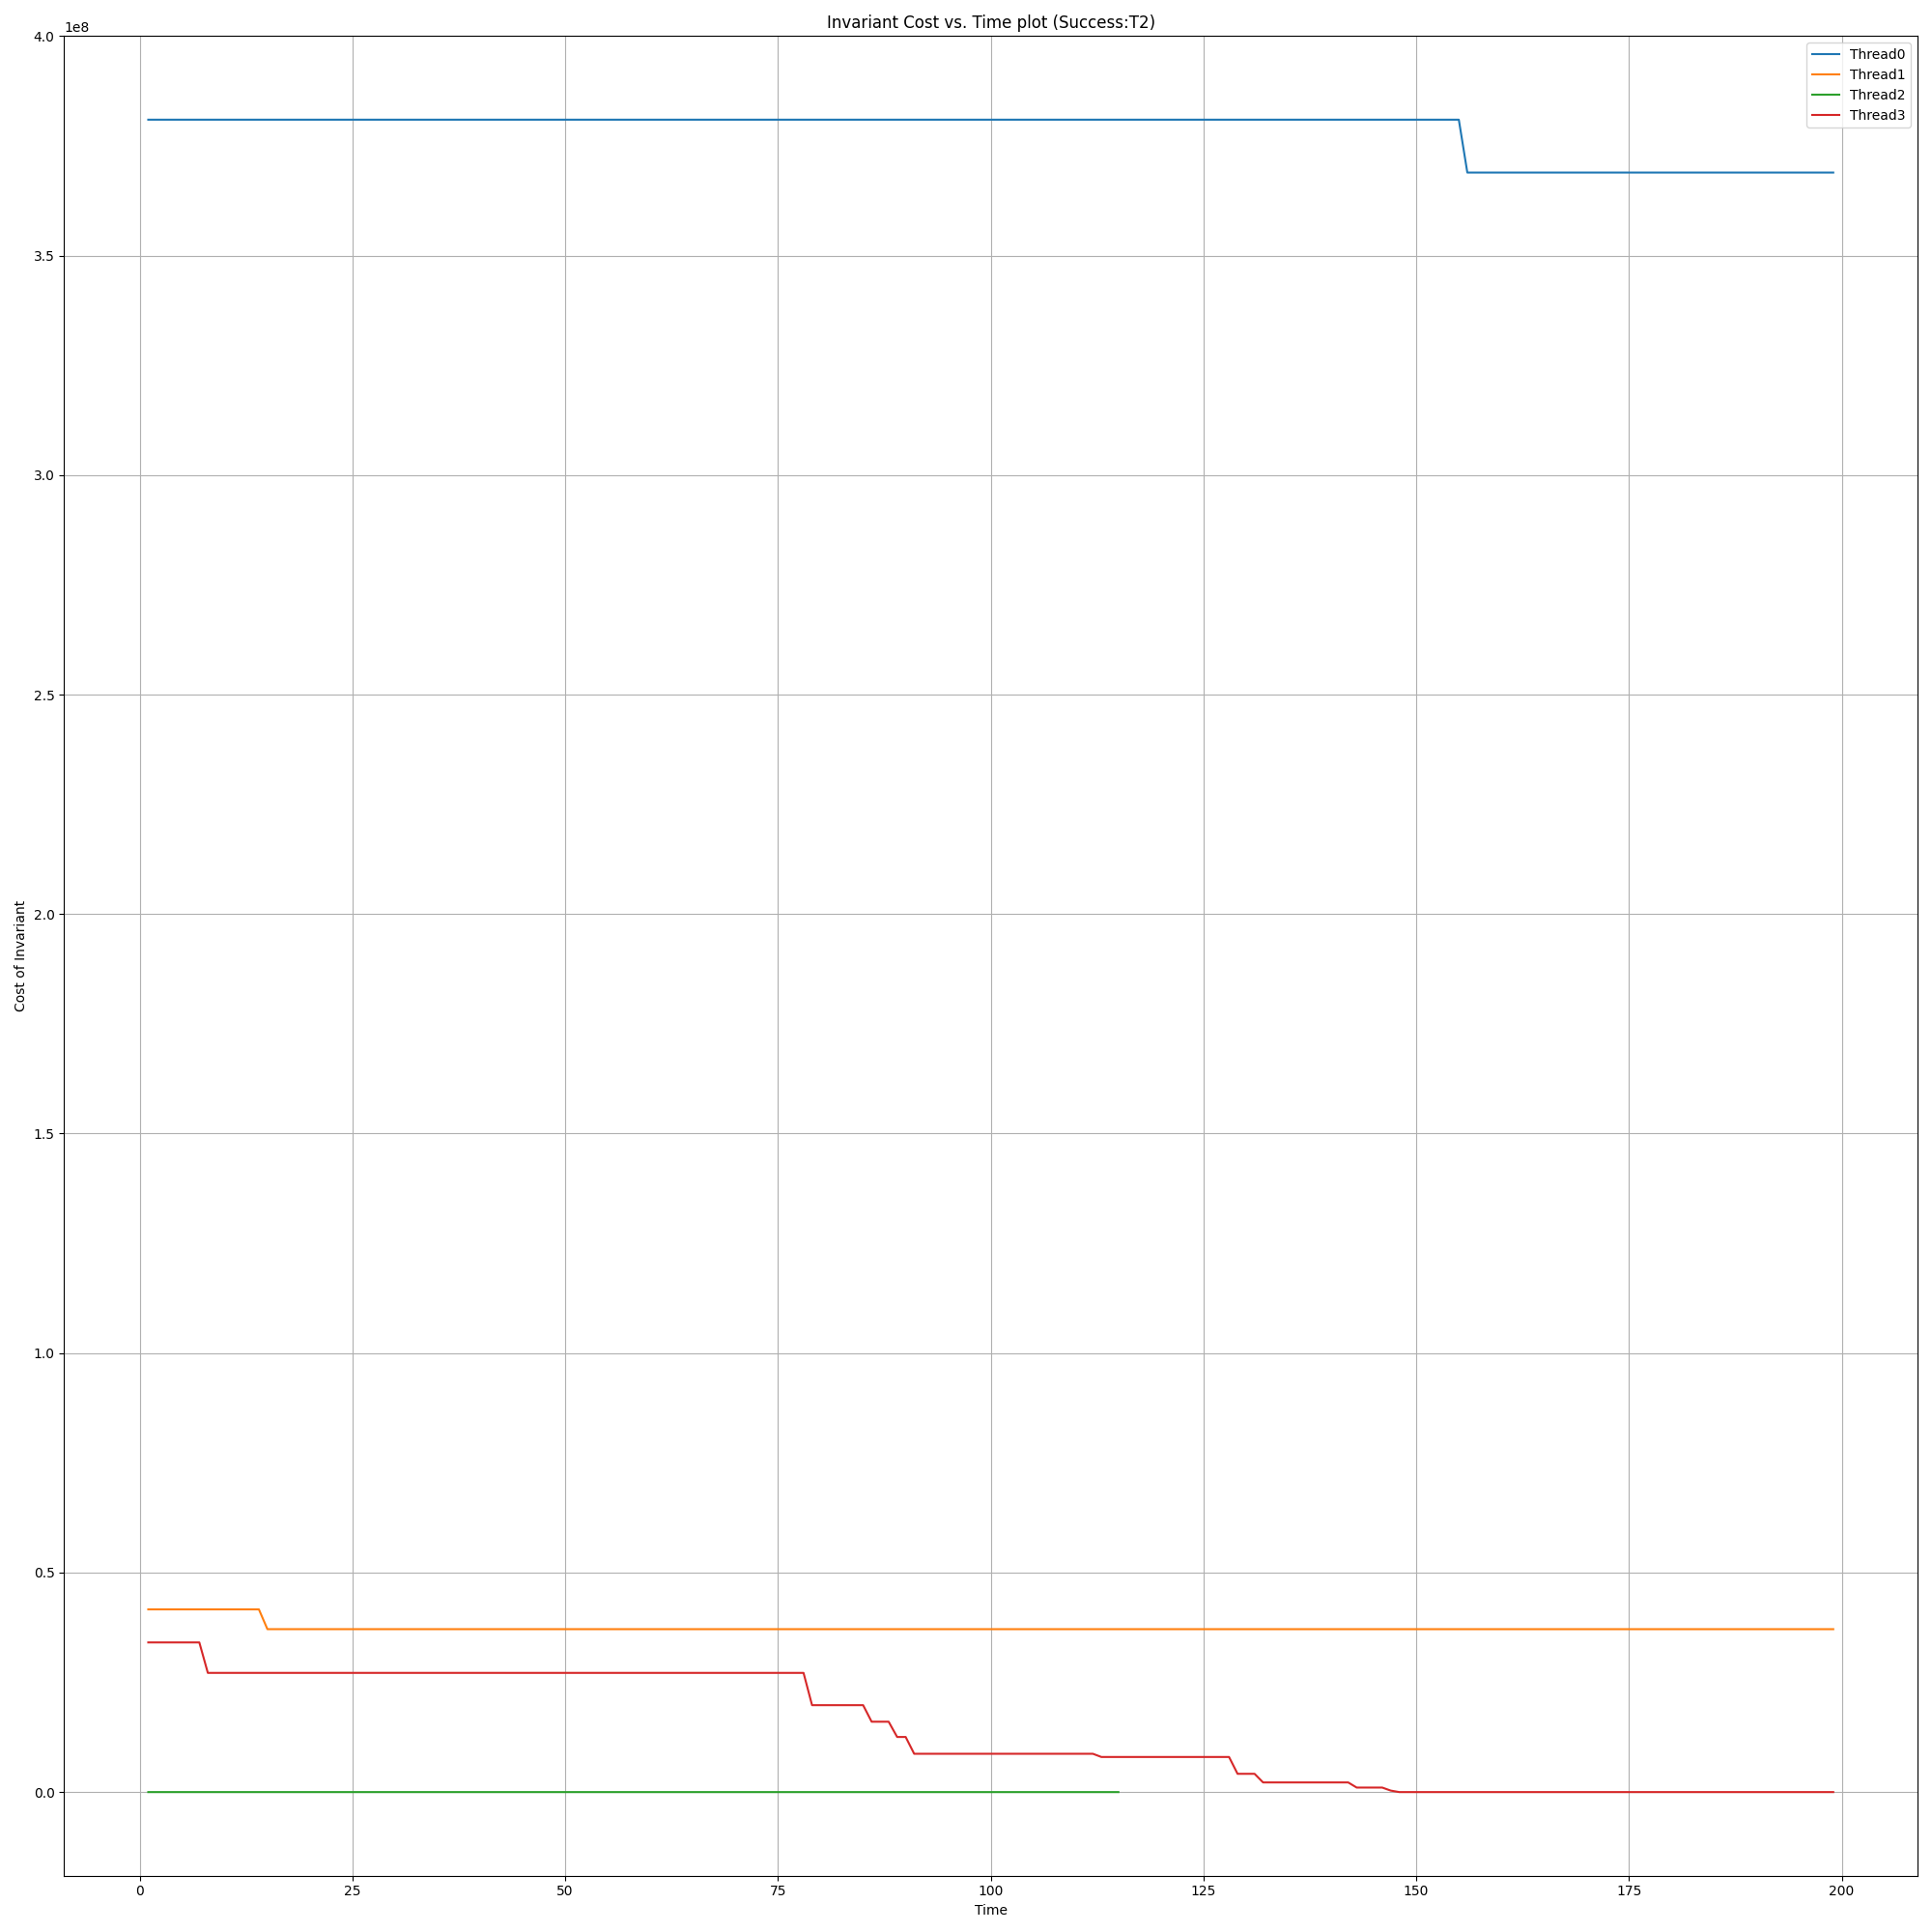 Invariant Cost vs. Time plot (Success:T2)
1e8
4.0
3.5
3.0
2.5
2.0
1.5
1.0
0.5
0.0
Cost of Invariant
Thread0
Thread1
Thread2
Thread3
0 25 50 75 100 125 150 175 200
Time